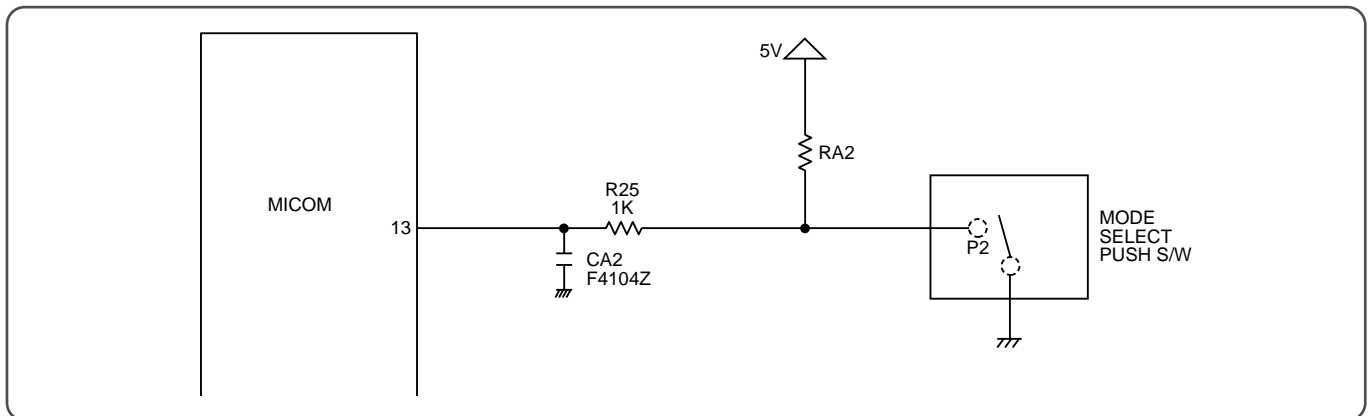 5V
RA2
MICOM
R25
1K
13
CA2
F4104Z
P2
MODE
SELECT
PUSH S/W